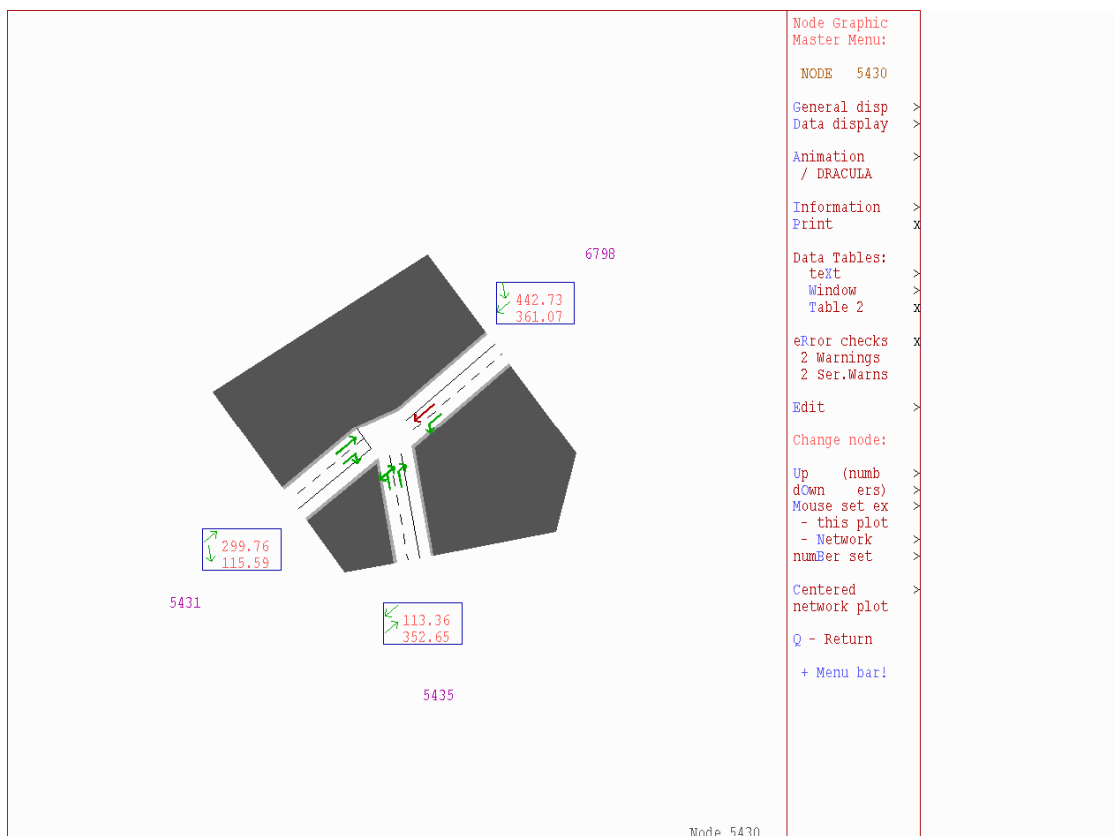 6798
442.73
361.07
299.76
115.59
5431
113.36
352.65
5435
Node 5430
Node Graphic
Master Menu:
NODE 5430
General disp >
Data display >
Animation >
/ DRACULA
Information >
Print x
Data Tables:
teXt >
Window >
Table 2 x
eRror checks x
2 Warnings
2 Ser.Warns
Edit >
Change node:
Up (numb >
dOwn ers) >
Mouse set ex >
- this plot
- Network >
numBer set >
Centered >
network plot
Q - Return
+ Menu bar!